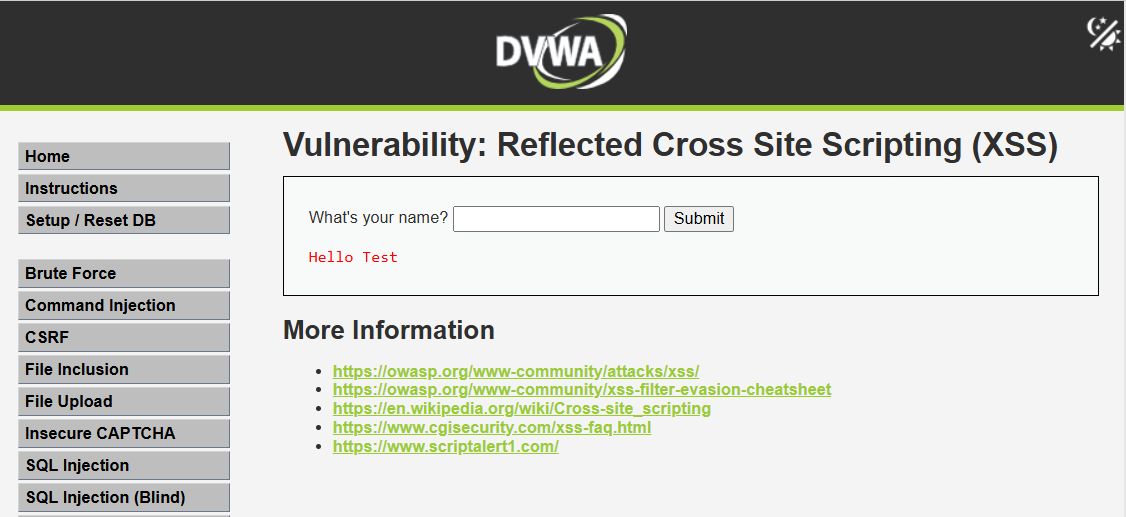 DVWA
Home
Instructions
Setup / Reset DB
Brute Force
Command Injection
CSRF
File Inclusion
File Upload
Insecure CAPTCHA
SQL Injection
SQL Injection (Blind)
Vulnerability: Reflected Cross Site Scripting (XSS)
What's your name? Submit
Hello Test
More Information
https://owasp.org/www-community/attacks/xss/
https://owasp.org/www-community/xss-filter-evasion-cheatsheet
https://en.wikipedia.org/wiki/Cross-site_scripting
https://www.cgisecurity.com/xss-faq.html
https://www.scriptalert1.com/